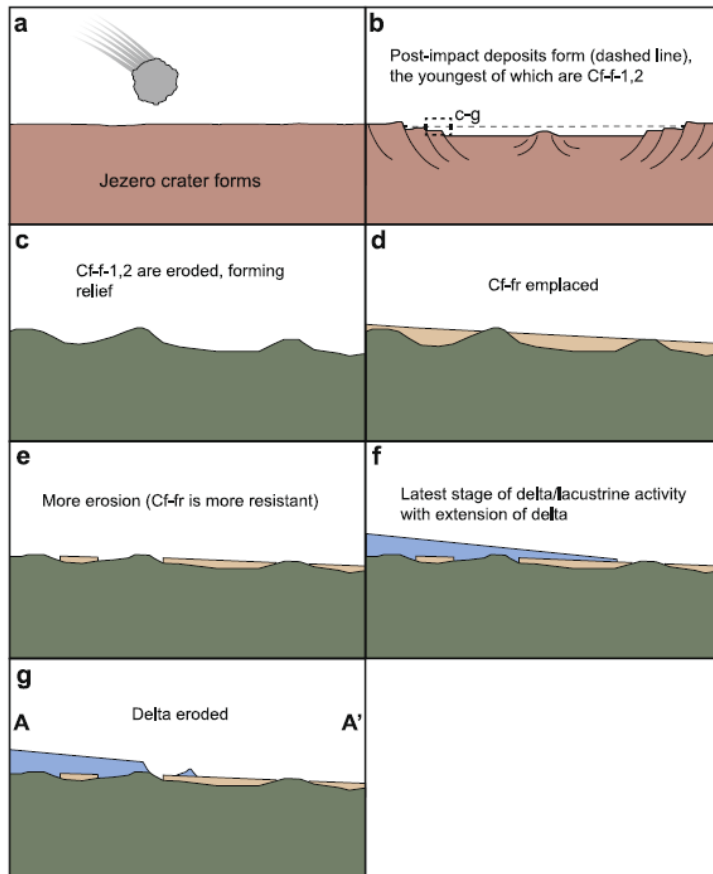 a
Jezero crater forms
b
Post-impact deposits form (dashed line),
the youngest of which are Cf-f-1,2
c-g
c
Cf-f-1,2 are eroded, forming
relief
d
Cf-fr emplaced
e
More erosion (Cf-fr is more resistant)
f
Latest stage of delta/lacustrine activity
with extension of delta
g
A
Delta eroded
A'